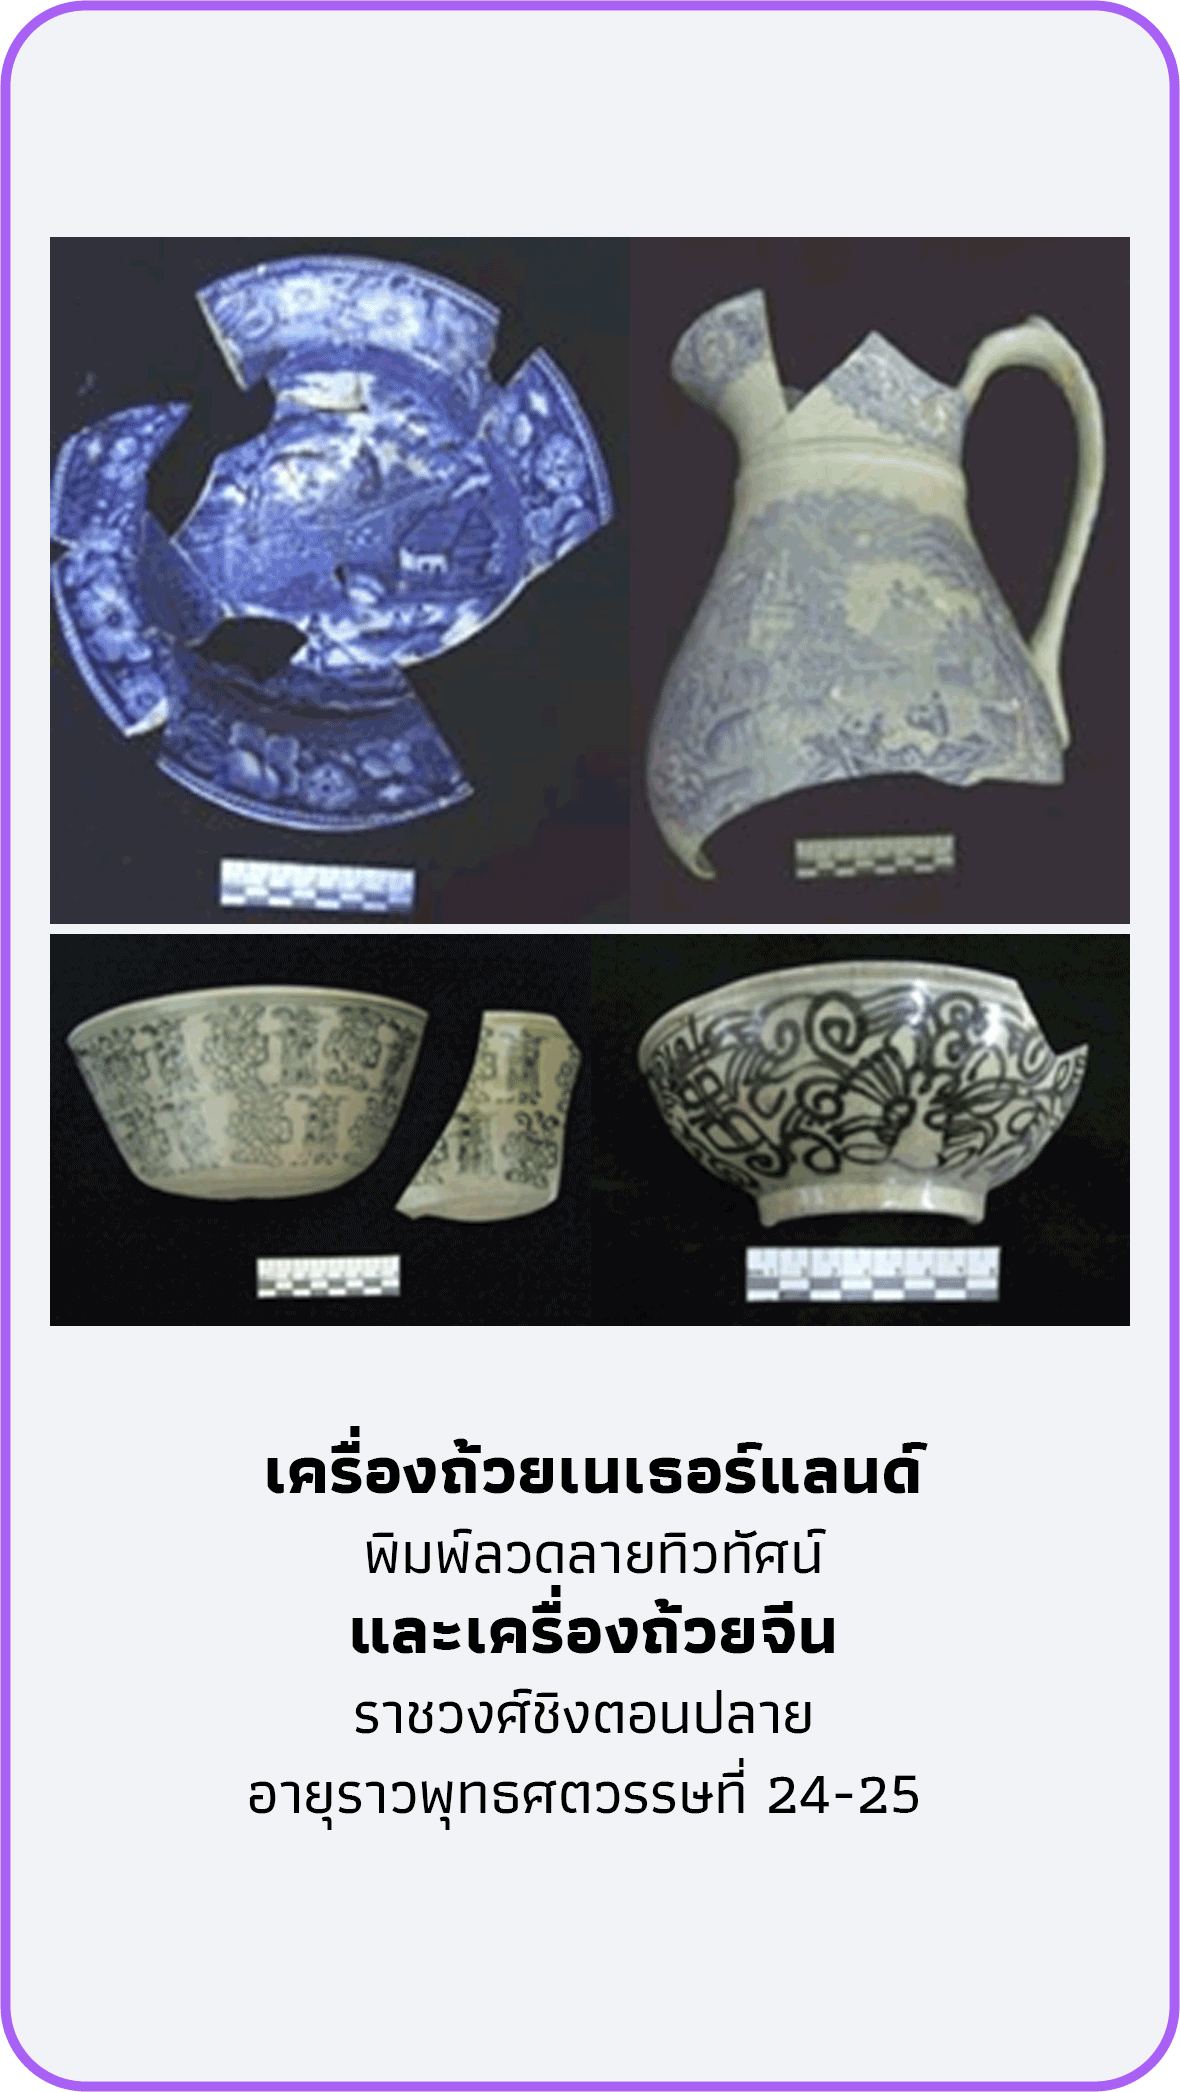 เครื่องถ้วยเนเธอร์แลนด์
พิมพ์ลวดลายทิวทัศน์
และเครื่องถ้วยจีน
ราชวงศ์ชิงตอนปลาย
อายุราวพุทธศตวรรษที่ 24-25